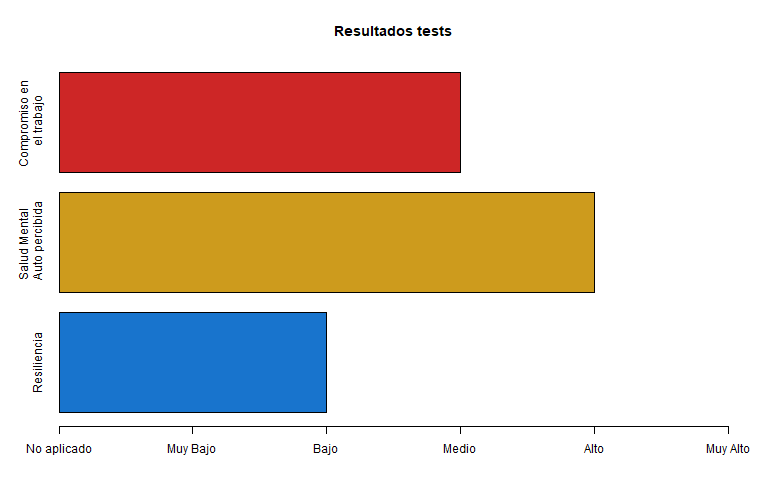 Resultados tests
Compromiso en
el trabajo
Salud Mental
Auto percibida
Resiliencia
No aplicado
Muy Bajo
Bajo
Medio
Alto
Muy Alto